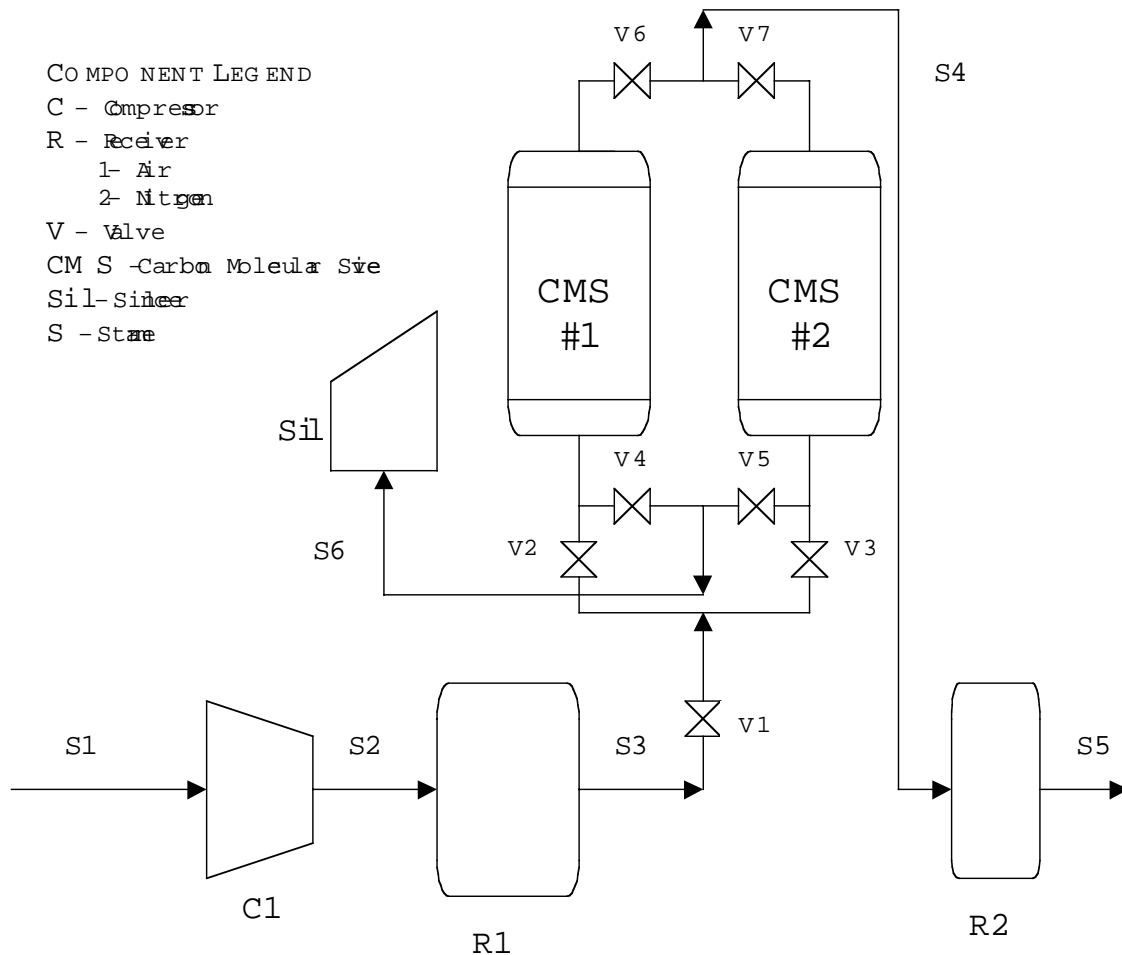 COMPONENT LEGEND
C - Compressor
R - Receiver
1- Air
2- Nitrogen
V - Valve
CMS - Carbon Molecular Sieve
Sil - Silencer
S - Stream
V6
V7
S4
CMS #1
CMS #2
Sil
V4
V5
S6
V2
V3
S1
S2
S3
V1
S5
C1
R1
R2